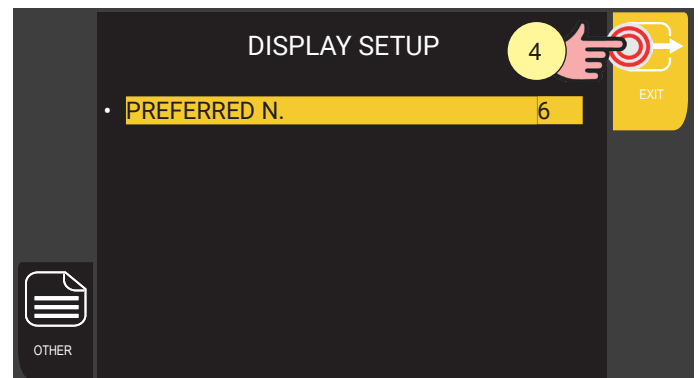 DISPLAY SETUP
4
EXIT
• PREFERRED N. 6
OTHER